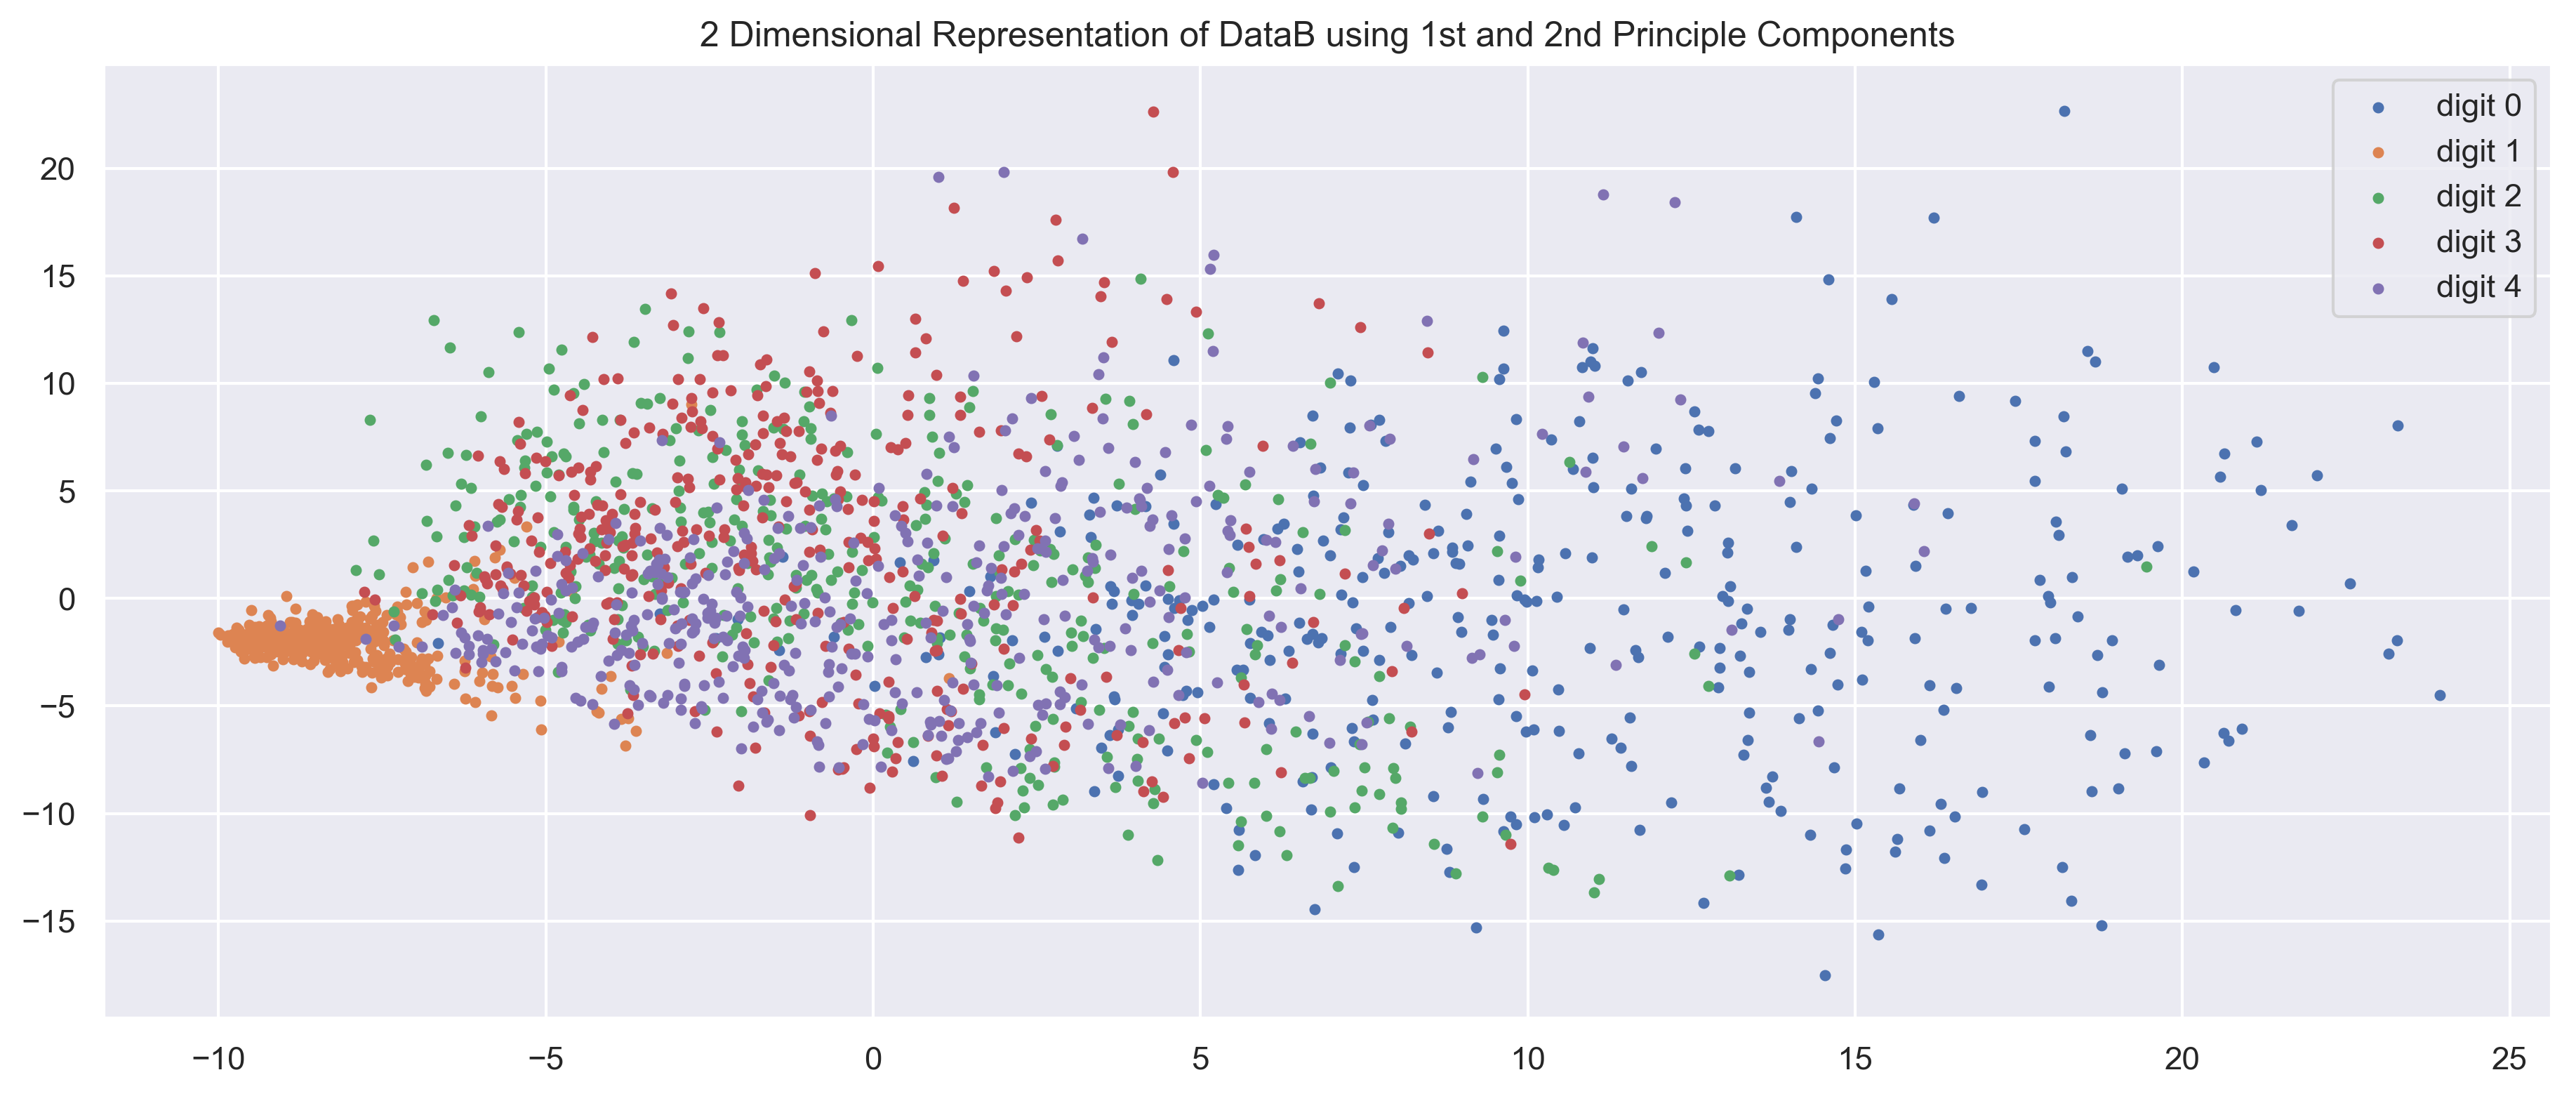 2 Dimensional Representation of DataB using 1st and 2nd Principle Components
digit 0
digit 1
digit 2
digit 3
digit 4
20
15
10
5
0
−5
−10
−15
−10 −5 0 5 10 15 20 25